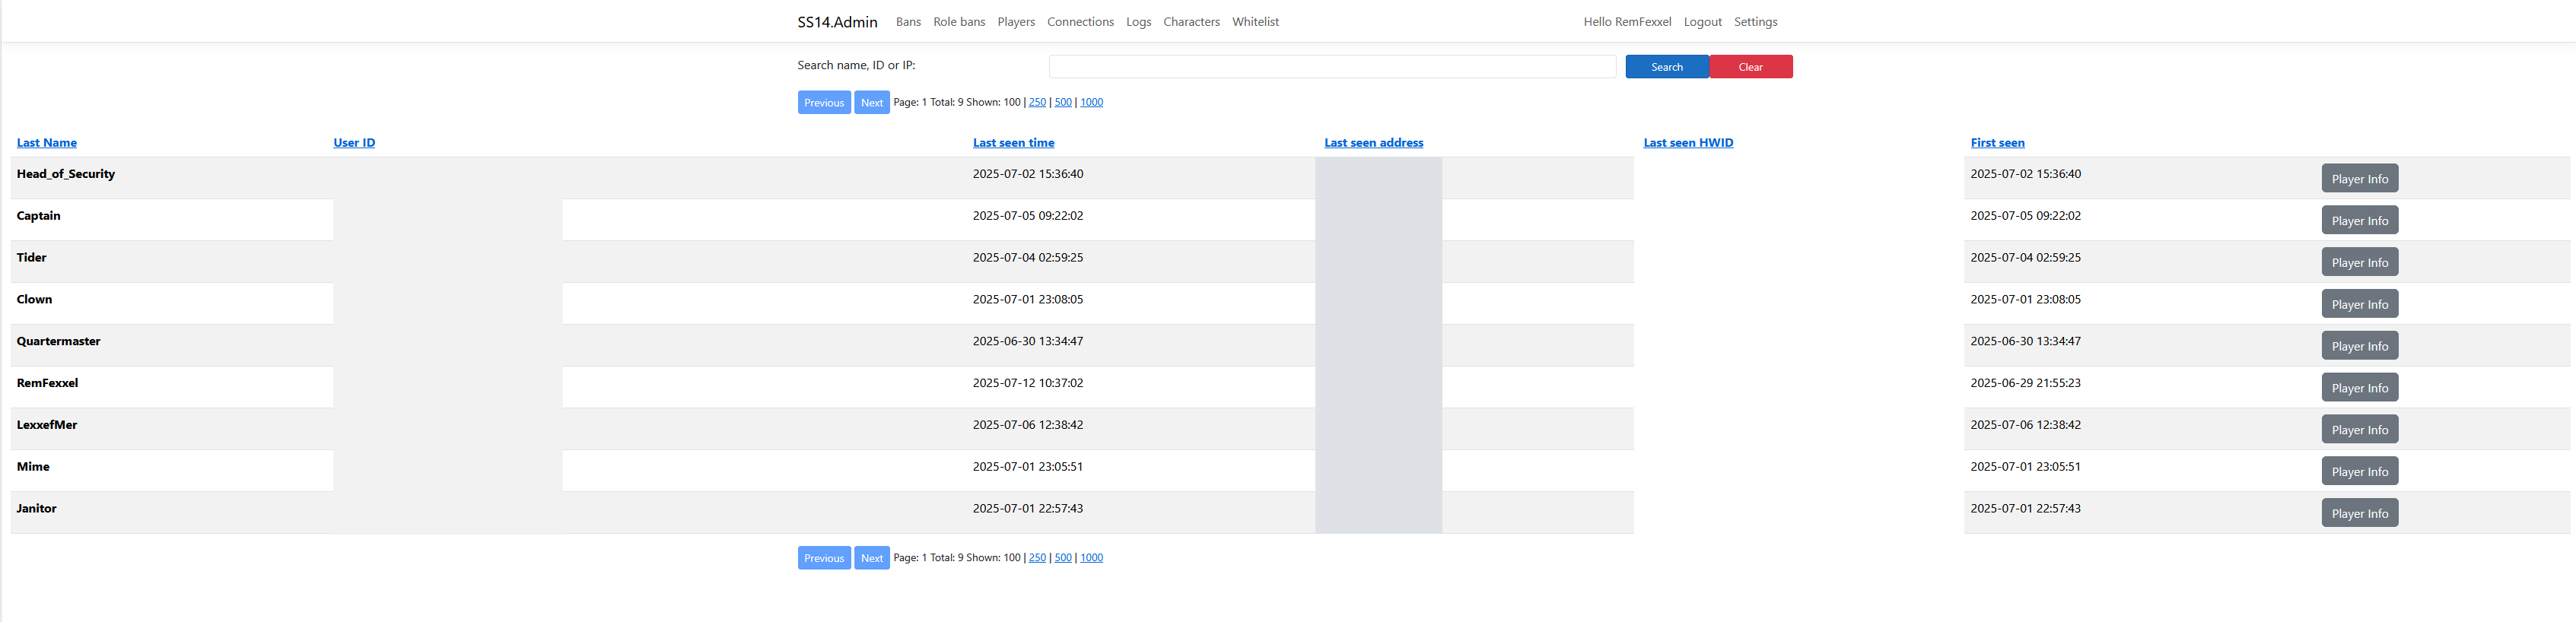 SS14.Admin Bans Role bans Players Connections Logs Characters Whitelist Hello RemFexxel Logout Settings
Search name, ID or IP: Search Clear
Previous Next Page: 1 Total: 9 Shown: 100 | 250 | 500 | 1000
Last Name User ID Last seen time Last seen address Last seen HWID First seen
Head_of_Security 2025-07-02 15:36:40 2025-07-02 15:36:40 Player Info
Captain 2025-07-05 09:22:02 2025-07-05 09:22:02 Player Info
Tider 2025-07-04 02:59:25 2025-07-04 02:59:25 Player Info
Clown 2025-07-01 23:08:05 2025-07-01 23:08:05 Player Info
Quartermaster 2025-06-30 13:34:47 2025-06-30 13:34:47 Player Info
RemFexxel 2025-07-12 10:37:02 2025-06-29 21:55:23 Player Info
LexxefMer 2025-07-06 12:38:42 2025-07-06 12:38:42 Player Info
Mime 2025-07-01 23:05:51 2025-07-01 23:05:51 Player Info
Janitor 2025-07-01 22:57:43 2025-07-01 22:57:43 Player Info
Previous Next Page: 1 Total: 9 Shown: 100 | 250 | 500 | 1000